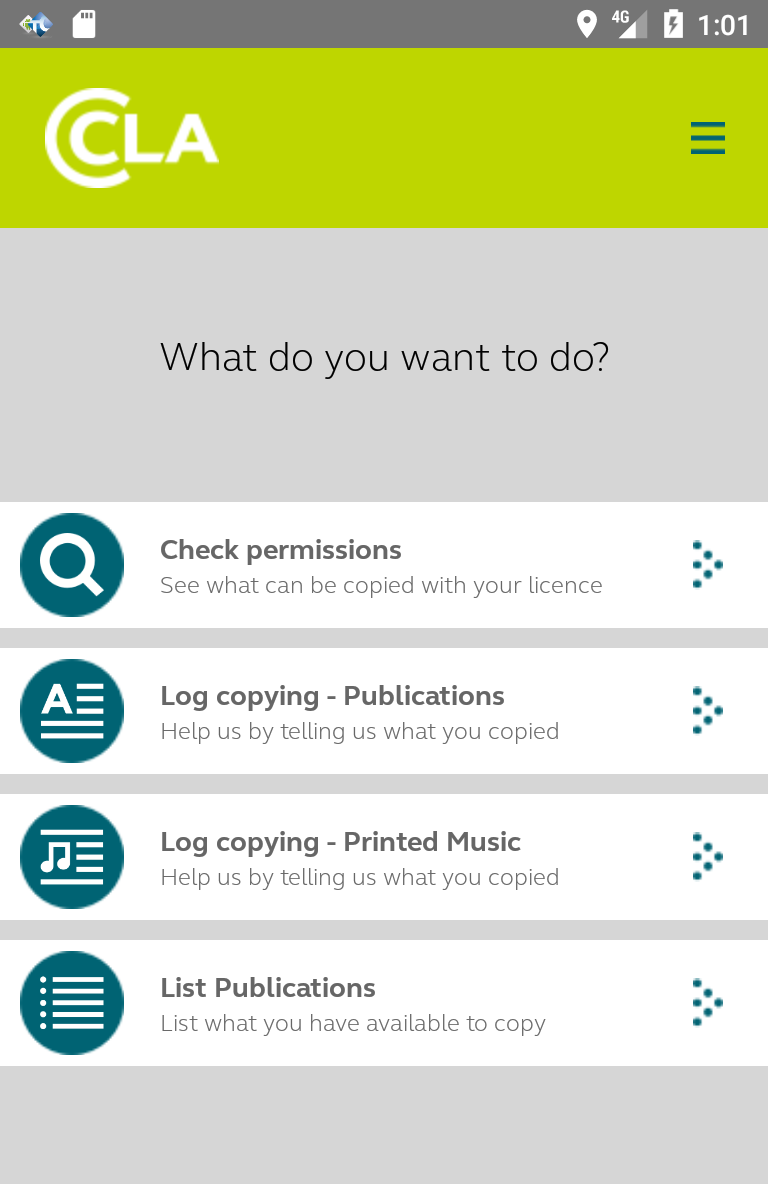 4G 1:01
CLA
What do you want to do?
Check permissions
See what can be copied with your licence
Log copying - Publications
Help us by telling us what you copied
Log copying - Printed Music
Help us by telling us what you copied
List Publications
List what you have available to copy